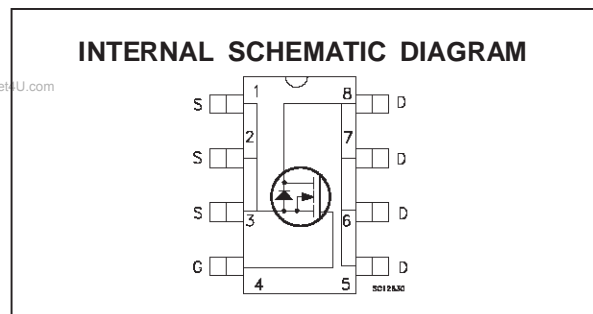 INTERNAL SCHEMATIC DIAGRAM
et4U.com
S 1 8 D
S 2 7 D
S 3 6 D
G 4 5 D
SC12830